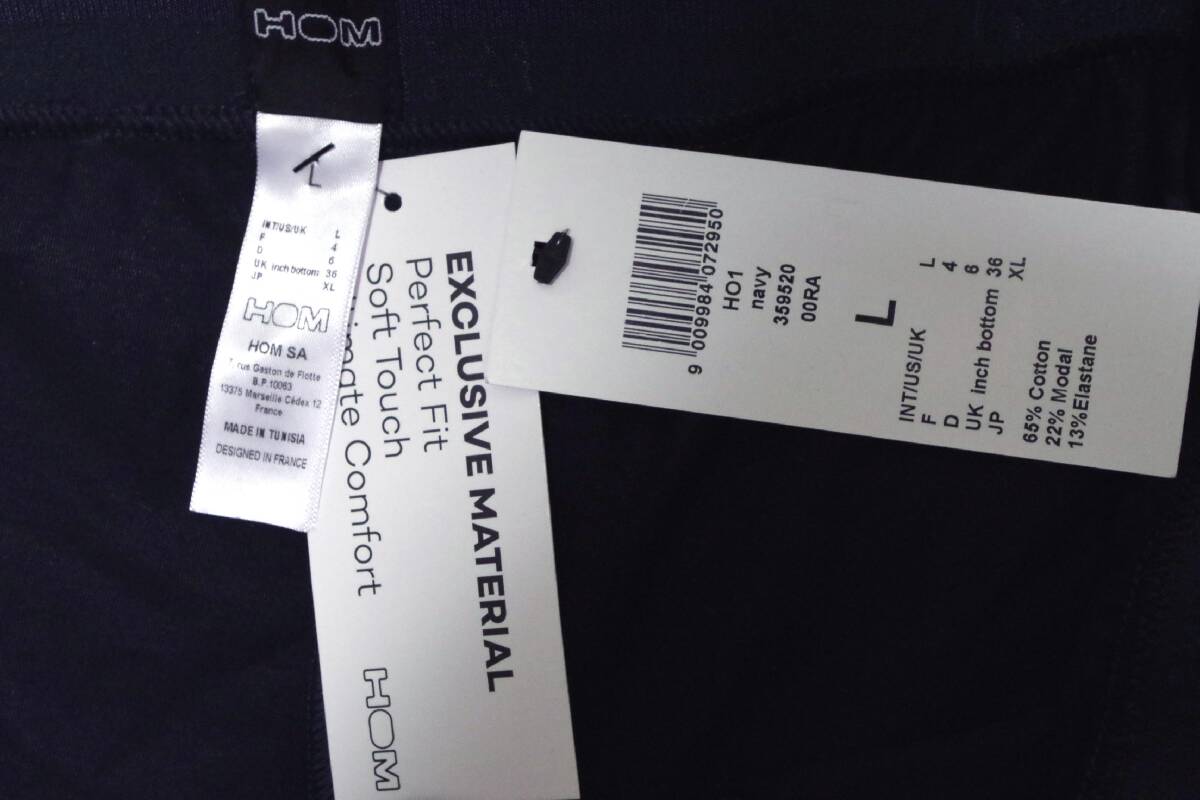 HOM
L
INT/US/UK L
F 4
D 6
UK inch bottom 36
JP XL
HOM
HOM SA
7 rue Gaston de Flotte
B.P.10063
13375 Marseille Cédex 12
France
MADE IN TUNISIA
DESIGNED IN FRANCE
EXCLUSIVE MATERIAL
Perfect Fit
Soft Touch
Comfort
HOM
9 009984 072950
HO1
navy
359520
00RA
L
INT/US/UK L
F 4
D 6
UK inch bottom 36
JP XL
65% Cotton
22% Modal
13%Elastane